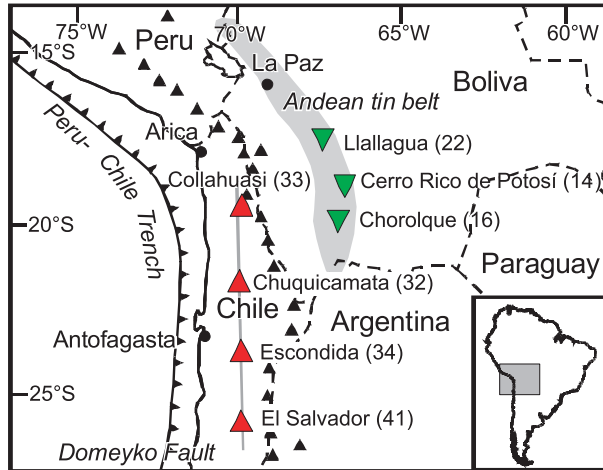 75°W
70°W
65°W
60°W
15°S
Peru
La Paz
Boliva
Andean tin belt
Peru-Chile Trench
Arica
Llallagua (22)
Collahuasi (33)
Cerro Rico de Potosí (14)
20°S
Chorolque (16)
Paraguay
Chuquicamata (32)
Chile
Argentina
Antofagasta
Escondida (34)
25°S
El Salvador (41)
Domeyko Fault